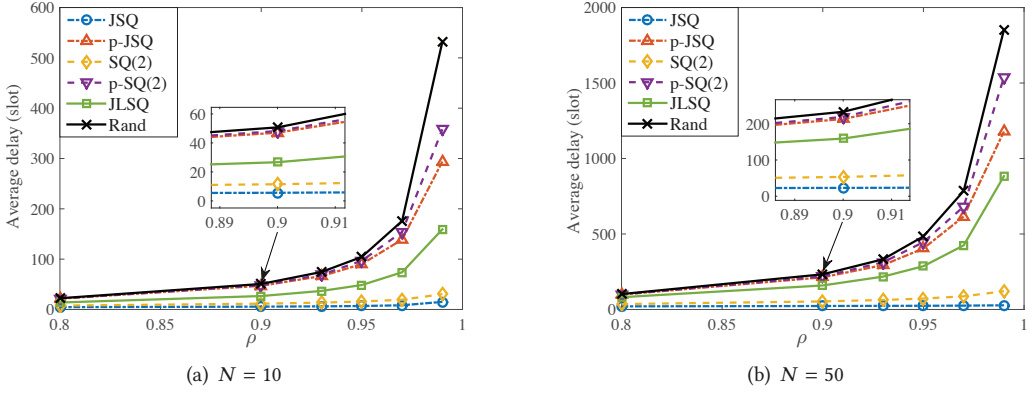 600
500
400
300
200
100
0
Average delay (slot)
JSQ
p-JSQ
SQ(2)
p-SQ(2)
JLSQ
Rand
60
40
20
0
0.89 0.9 0.91
0.8 0.85 0.9 0.95 1
ρ
(a) N = 10
2000
1500
1000
500
0
Average delay (slot)
JSQ
p-JSQ
SQ(2)
p-SQ(2)
JLSQ
Rand
200
100
0
0.89 0.9 0.91
0.8 0.85 0.9 0.95 1
ρ
(b) N = 50